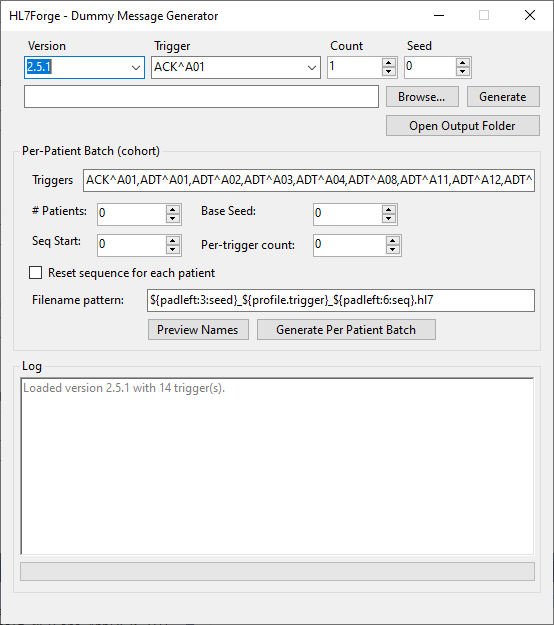 HL7Forge - Dummy Message Generator
Version Trigger Count Seed
2.5.1 ACK^A01 1 0
Browse... Generate
Open Output Folder
Per-Patient Batch (cohort)
Triggers ACK^A01,ADT^A01,ADT^A02,ADT^A03,ADT^A04,ADT^A08,ADT^A11,ADT^A12,ADT^
# Patients: 0 Base Seed: 0
Seq Start: 0 Per-trigger count: 0
Reset sequence for each patient
Filename pattern: ${padleft:3:seed}_${profile.trigger}_${padleft:6:seq}.hl7
Preview Names Generate Per Patient Batch
Log
Loaded version 2.5.1 with 14 trigger(s).